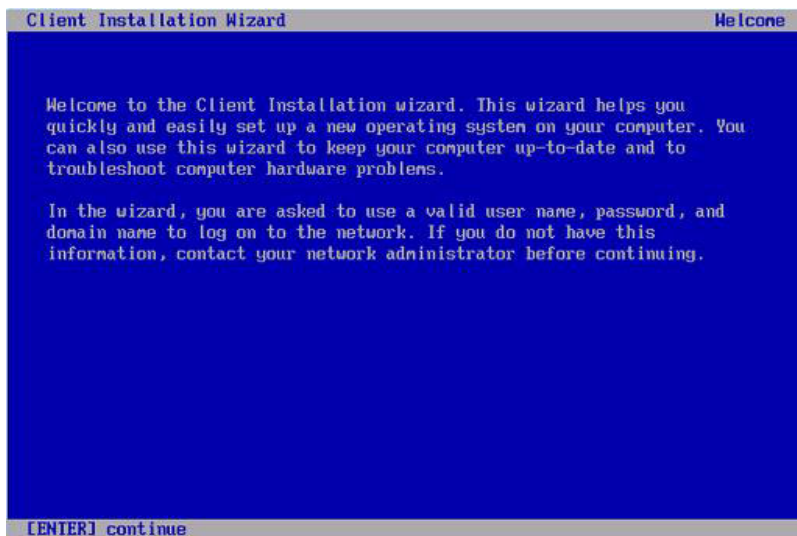 Client Installation Wizard Welcome
Welcome to the Client Installation wizard. This wizard helps you
quickly and easily set up a new operating system on your computer. You
can also use this wizard to keep your computer up-to-date and to
troubleshoot computer hardware problems.
In the wizard, you are asked to use a valid user name, password, and
domain name to log on to the network. If you do not have this
information, contact your network administrator before continuing.
[ENTER] continue